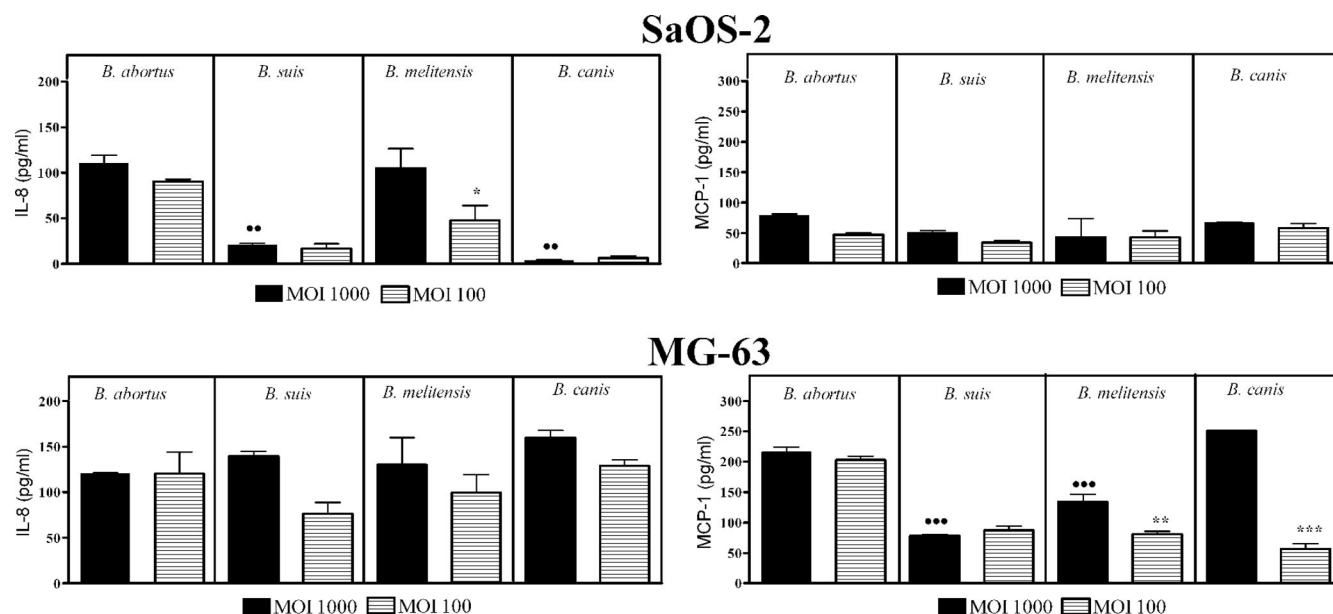 SaOS-2
B. abortus B. suis B. melitensis B. canis
200
150
100
50
0
IL-8 (pg/ml)
•• * ••
MOI 1000 MOI 100
B. abortus B. suis B. melitensis B. canis
300
250
200
150
100
50
0
MCP-1 (pg/ml)
MOI 1000 MOI 100
MG-63
B. abortus B. suis B. melitensis B. canis
200
150
100
50
0
IL-8 (pg/ml)
MOI 1000 MOI 100
B. abortus B. suis B. melitensis B. canis
300
250
200
150
100
50
0
MCP-1 (pg/ml)
••• ••• ** ***
MOI 1000 MOI 100